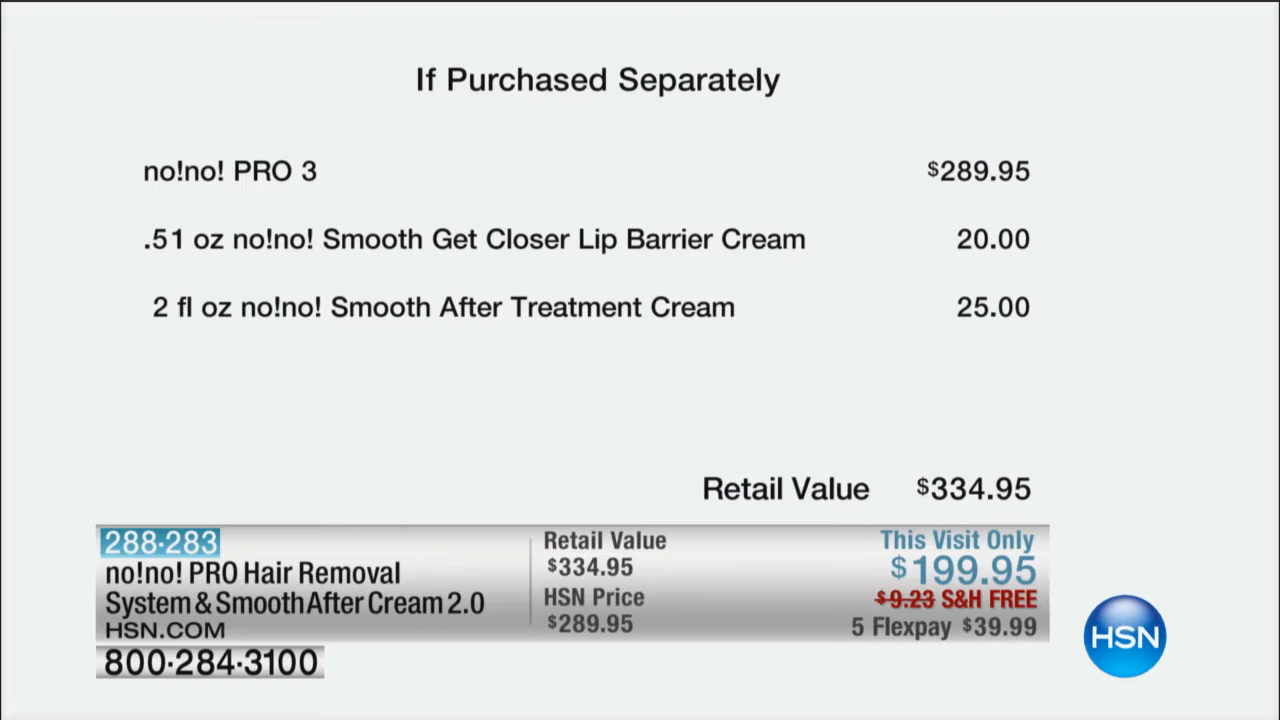 If Purchased Separately
no!no! PRO 3 $289.95
.51 oz no!no! Smooth Get Closer Lip Barrier Cream 20.00
2 fl oz no!no! Smooth After Treatment Cream 25.00
Retail Value $334.95
288·283
no!no! PRO Hair Removal
System & Smooth After Cream 2.0
HSN.COM
800·284·3100
Retail Value
$334.95
HSN Price
$289.95
This Visit Only
$199.95
$9.23 S&H FREE
5 Flexpay $39.99
HSN